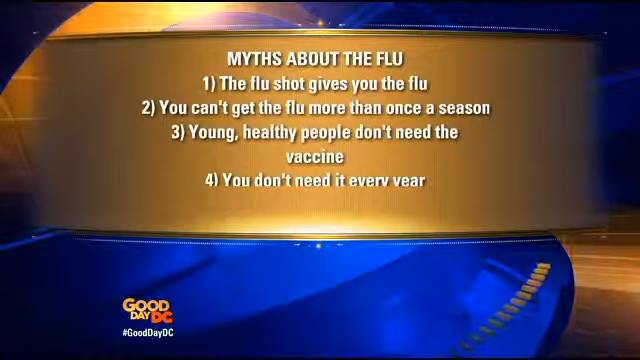 MYTHS ABOUT THE FLU
1) The flu shot gives you the flu
2) You can't get the flu more than once a season
3) Young, healthy people don't need the
vaccine
4) You don't need it every year
GOOD
DAY DC
#GoodDayDC